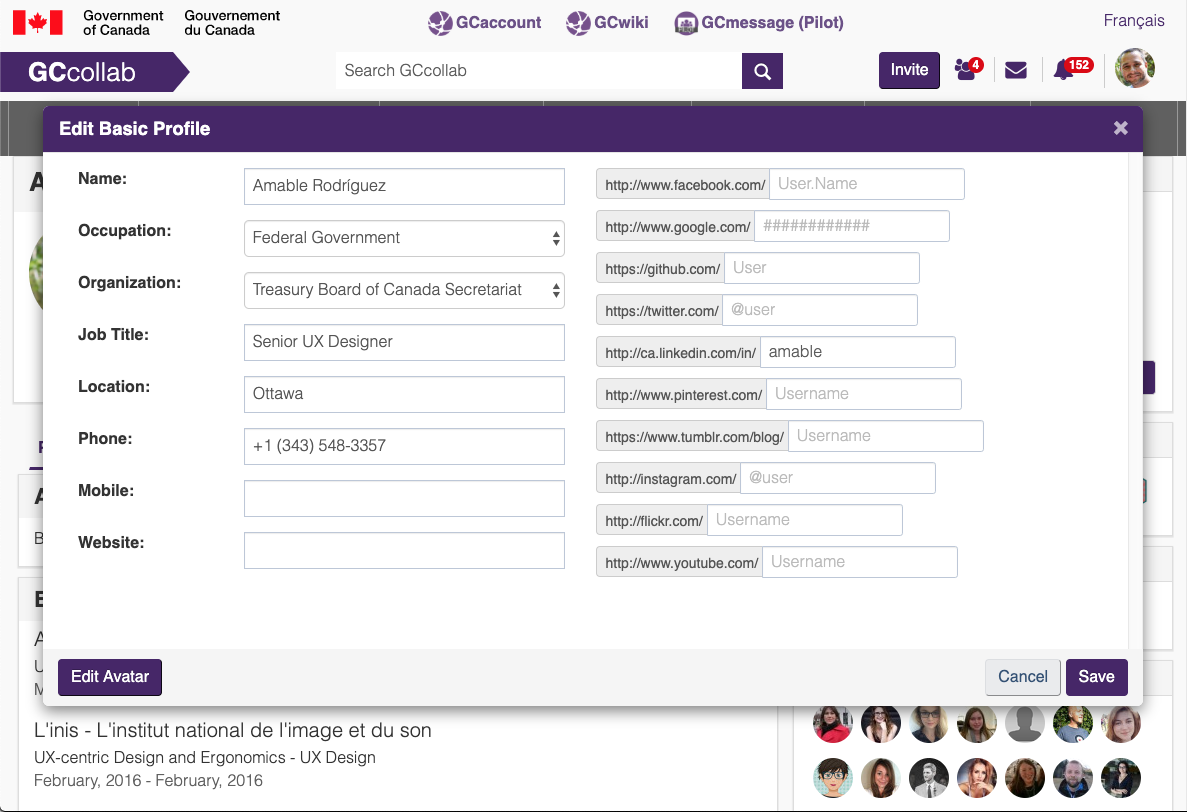 Government of Canada
Gouvernement du Canada
GCaccount
GCwiki
GCmessage (Pilot)
Français
GCcollab
Search GCcollab
Invite
4
152
Edit Basic Profile
×
Name:
Amable Rodríguez
Occupation:
Federal Government
Organization:
Treasury Board of Canada Secretariat
Job Title:
Senior UX Designer
Location:
Ottawa
Phone:
+1 (343) 548-3357
Mobile:
Website:
http://www.facebook.com/ User.Name
http://www.google.com/ ############
https://github.com/ User
https://twitter.com/ @user
http://ca.linkedin.com/in/ amable
http://www.pinterest.com/ Username
https://www.tumblr.com/blog/ Username
http://instagram.com/ @user
http://flickr.com/ Username
http://www.youtube.com/ Username
Edit Avatar
Cancel
Save
L'inis - L'institut national de l'image et du son
UX-centric Design and Ergonomics - UX Design
February, 2016 - February, 2016